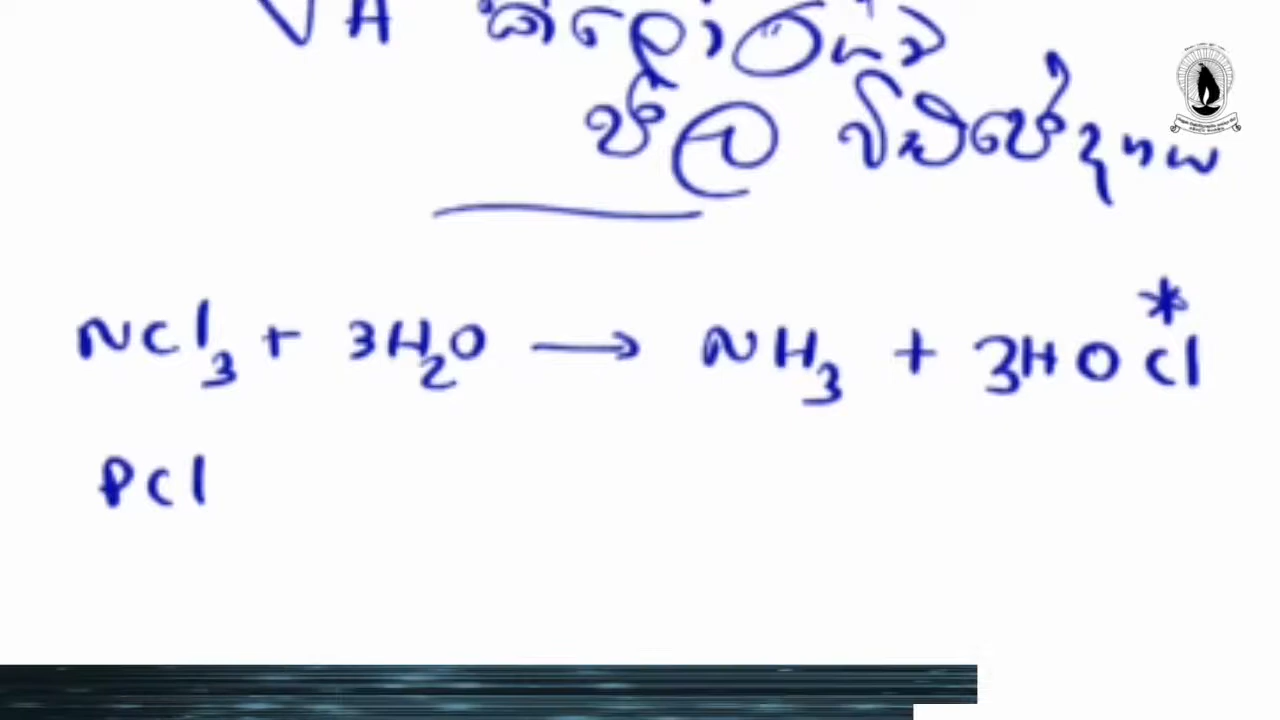 VA ක්ලෝරයිඩ
ජල විච්ඡේදනය
NCl₃ + 3H₂O → NH₃ + 3HOCl*
PCl